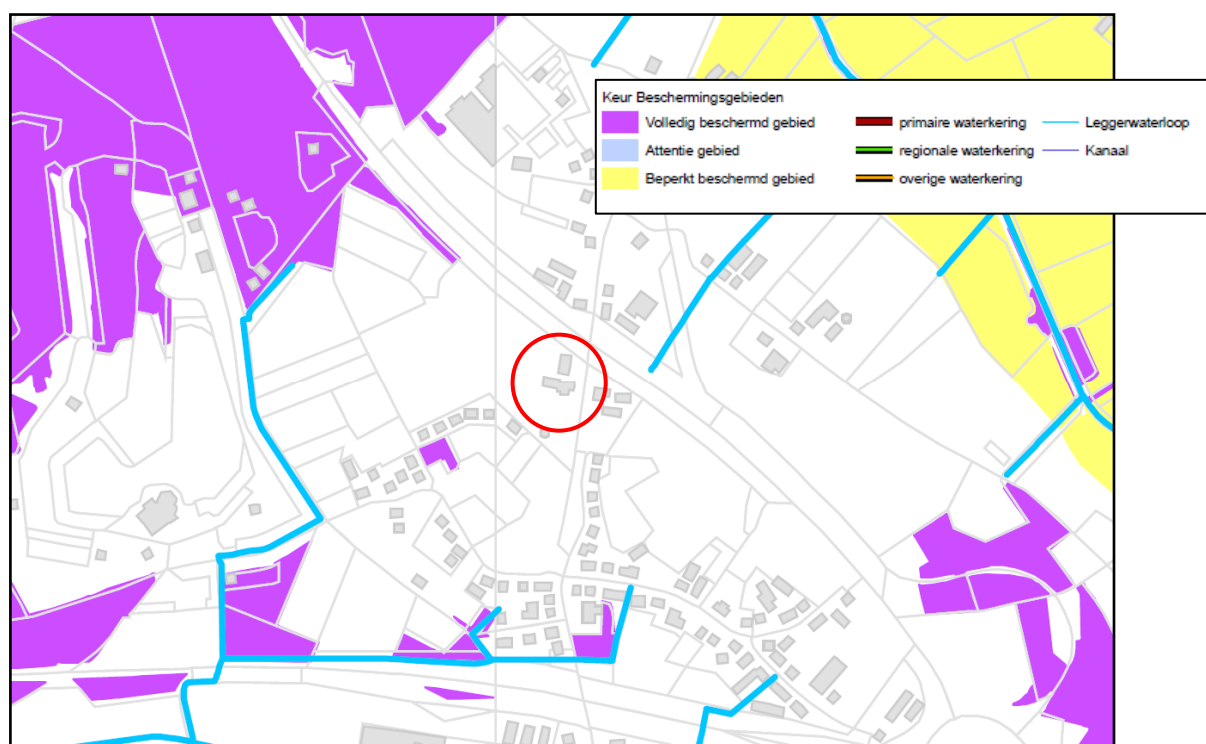 Keur Beschermingsgebieden
Volledig beschermd gebied
primaire waterkering
Leggerwaterloop
Attentie gebied
regionale waterkering
Kanaal
Beperkt beschermd gebied
overige waterkering